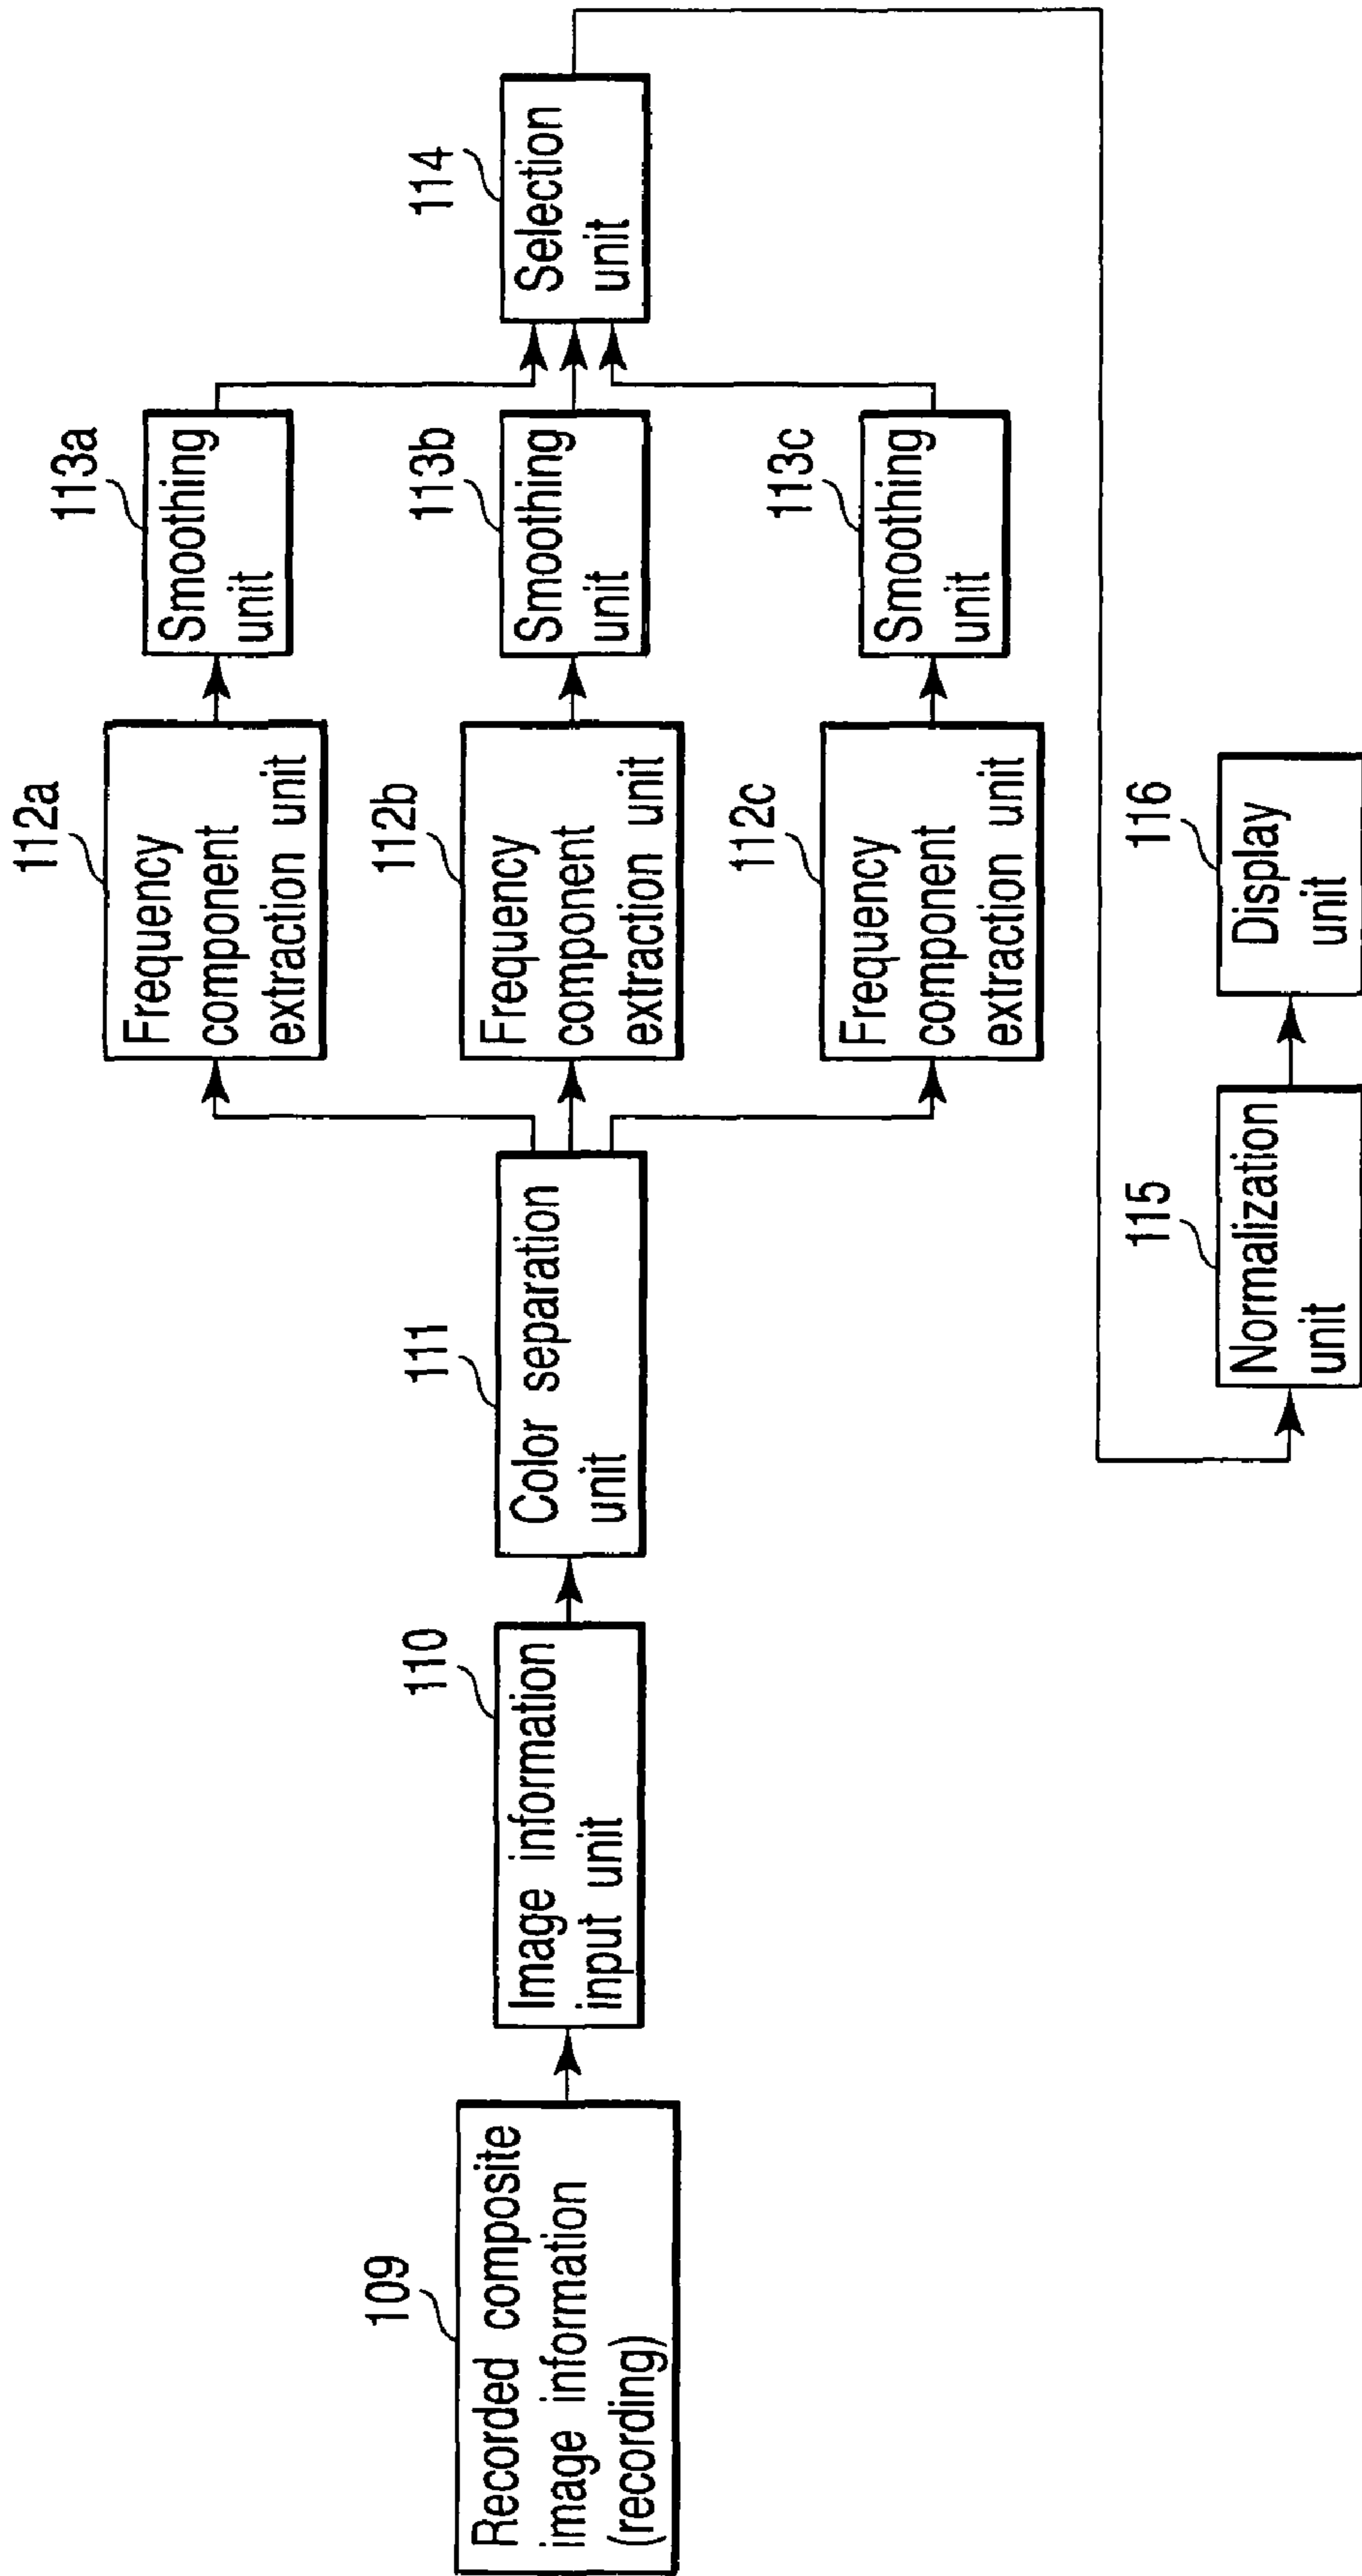 109
Recorded composite
image information
(recording)
110
Image information
input unit
111
Color separation
unit
112a
Frequency
component
extraction unit
113a
Smoothing
unit
112b
Frequency
component
extraction unit
113b
Smoothing
unit
112c
Frequency
component
extraction unit
113c
Smoothing
unit
114
Selection
unit
115
Normalization
unit
116
Display
unit